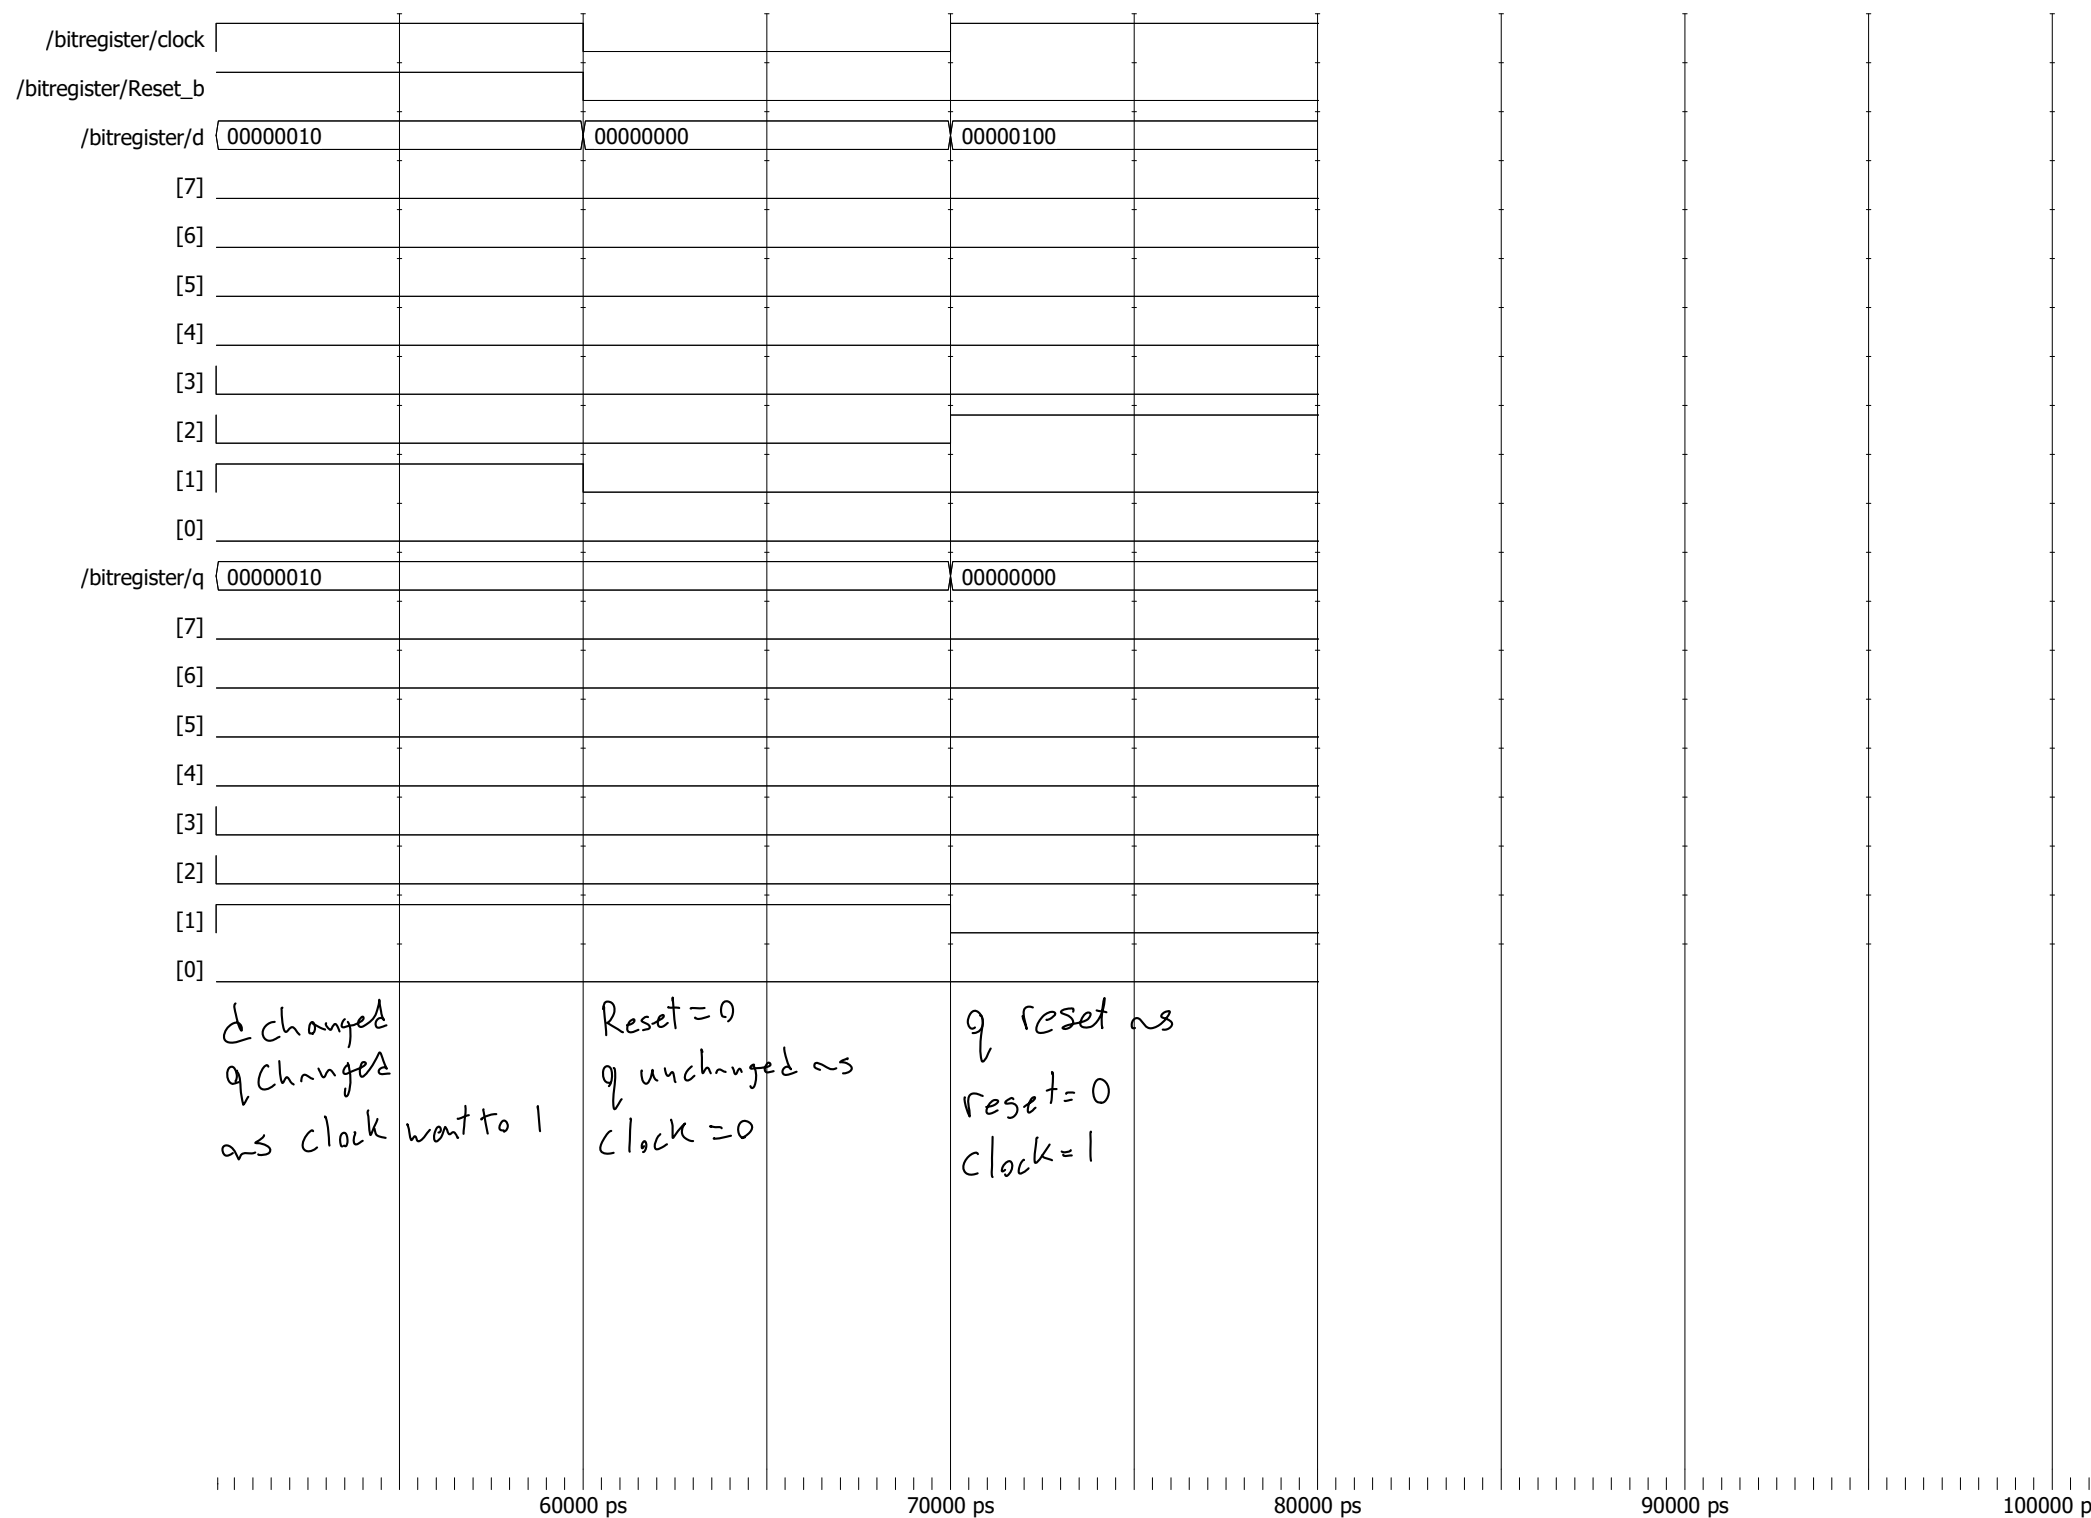 /bitregister/clock
/bitregister/Reset_b
/bitregister/d 00000010 00000000 00000100
[7]
[6]
[5]
[4]
[3]
[2]
[1]
[0]
/bitregister/q 00000010 00000000
[7]
[6]
[5]
[4]
[3]
[2]
[1]
[0]
d changed
q changed
as clock went to 1
Reset=0
q unchanged as
Clock=0
q reset as
reset=0
Clock=1
60000 ps 70000 ps 80000 ps 90000 ps 100000 p